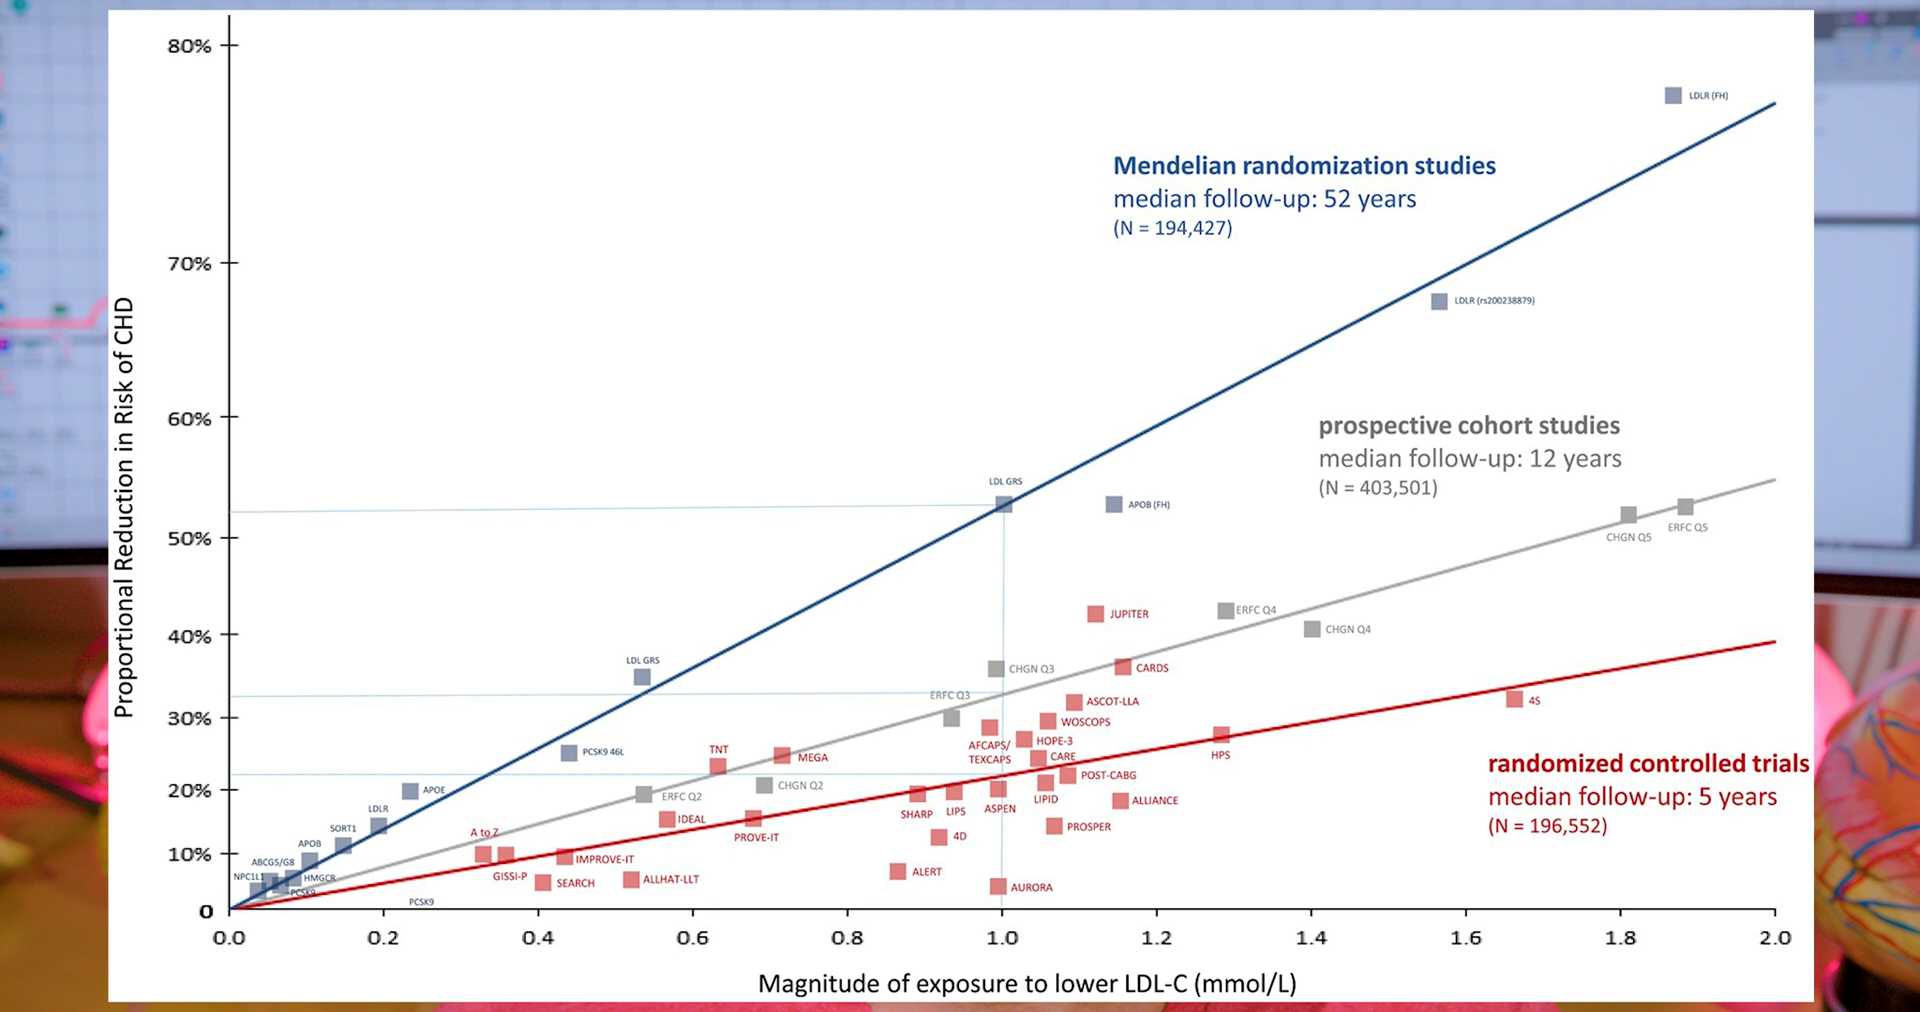 80%
70%
60%
50%
40%
30%
20%
10%
0
Proportional Reduction in Risk of CHD
0.0 0.2 0.4 0.6 0.8 1.0 1.2 1.4 1.6 1.8 2.0
Magnitude of exposure to lower LDL-C (mmol/L)
Mendelian randomization studies
median follow-up: 52 years
(N = 194,427)
prospective cohort studies
median follow-up: 12 years
(N = 403,501)
randomized controlled trials
median follow-up: 5 years
(N = 196,552)
LDLR (FH)
LDLR (rs200238879)
LDL GRS
APOB (FH)
LDL GRS
PCSK9 46L
APOE
LDLR
SORT1
APOB
ABCG5/G8
NPC1L1
HMGCR
PCSK9
PCSK9
CHGN Q5
ERFC Q5
ERFC Q4
CHGN Q4
CHGN Q3
ERFC Q3
CHGN Q2
ERFC Q2
JUPITER
CARDS
ASCOT-LLA
WOSCOPS
AFCAPS/
TEXCAPS
HOPE-3
CARE
HPS
4S
POST-CABG
LIPID
ALLIANCE
PROSPER
ASPEN
LIPS
SHARP
4D
ALERT
AURORA
TNT
MEGA
IDEAL
PROVE-IT
A to Z
GISSI-P
IMPROVE-IT
SEARCH
ALLHAT-LLT